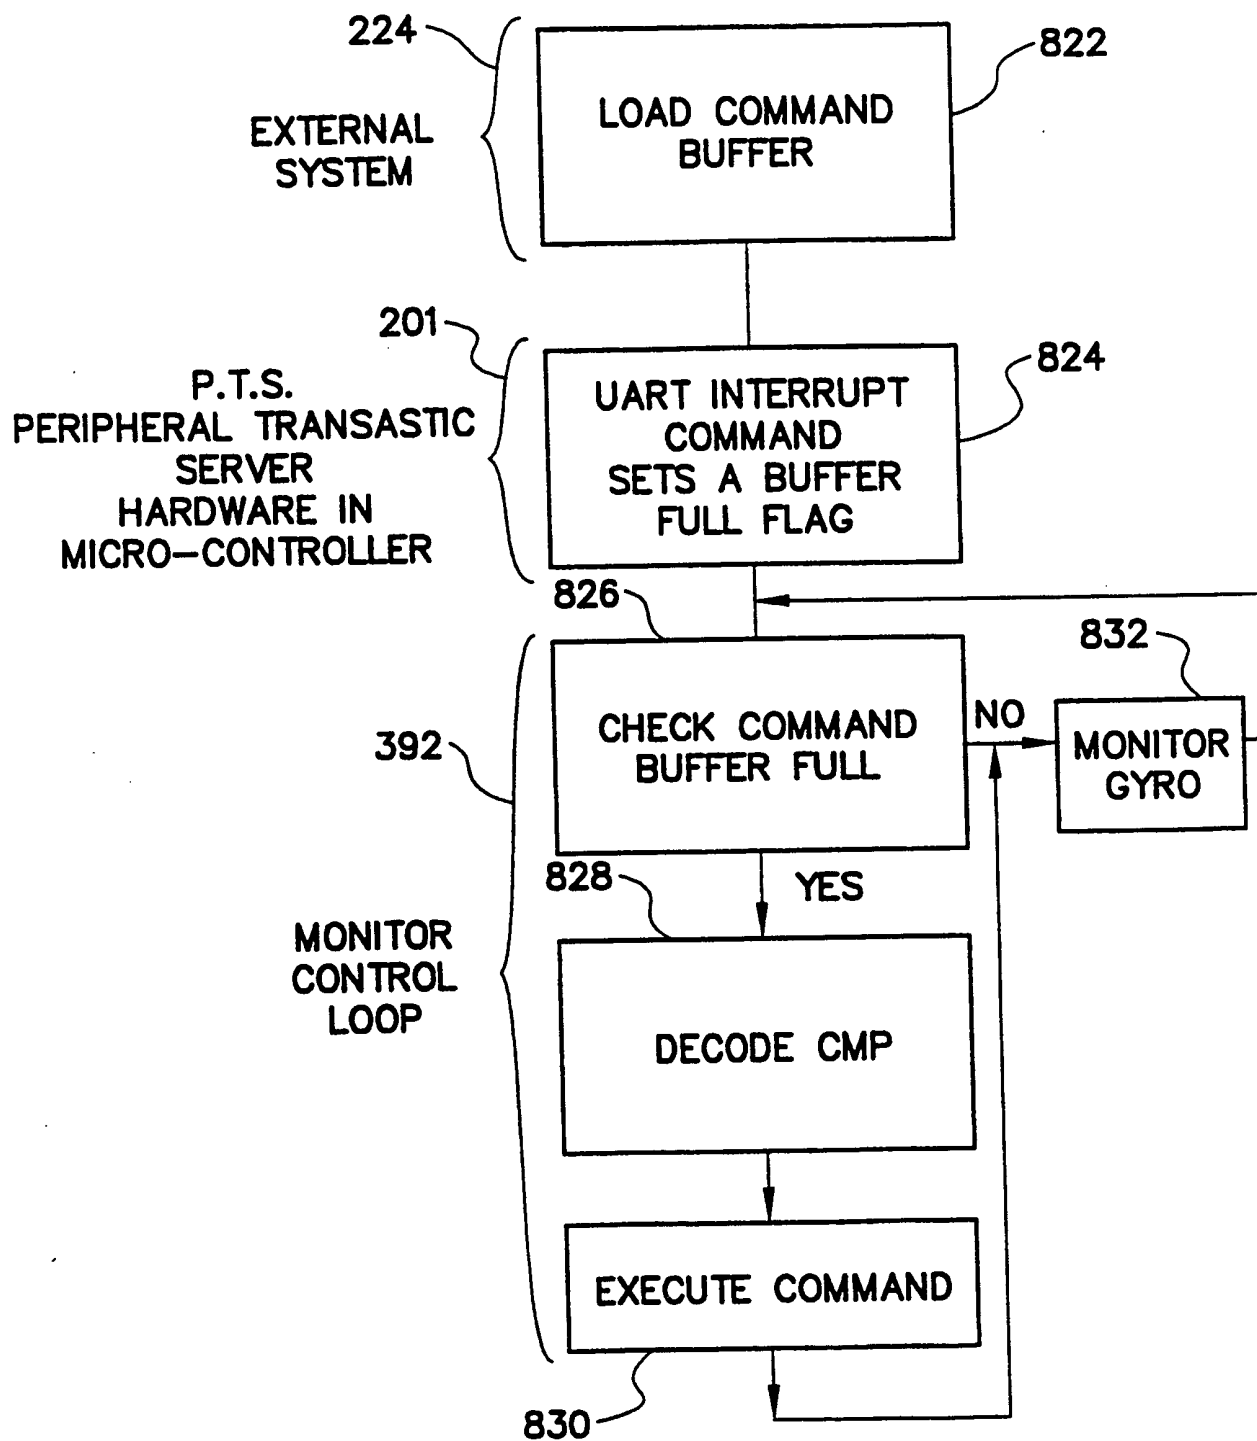 224
822
EXTERNAL
SYSTEM
LOAD COMMAND
BUFFER
201
824
P.T.S.
PERIPHERAL TRANSASTIC
SERVER
HARDWARE IN
MICRO-CONTROLLER
UART INTERRUPT
COMMAND
SETS A BUFFER
FULL FLAG
826
832
392
CHECK COMMAND
BUFFER FULL
NO
MONITOR
GYRO
828
YES
MONITOR
CONTROL
LOOP
DECODE CMP
EXECUTE COMMAND
830